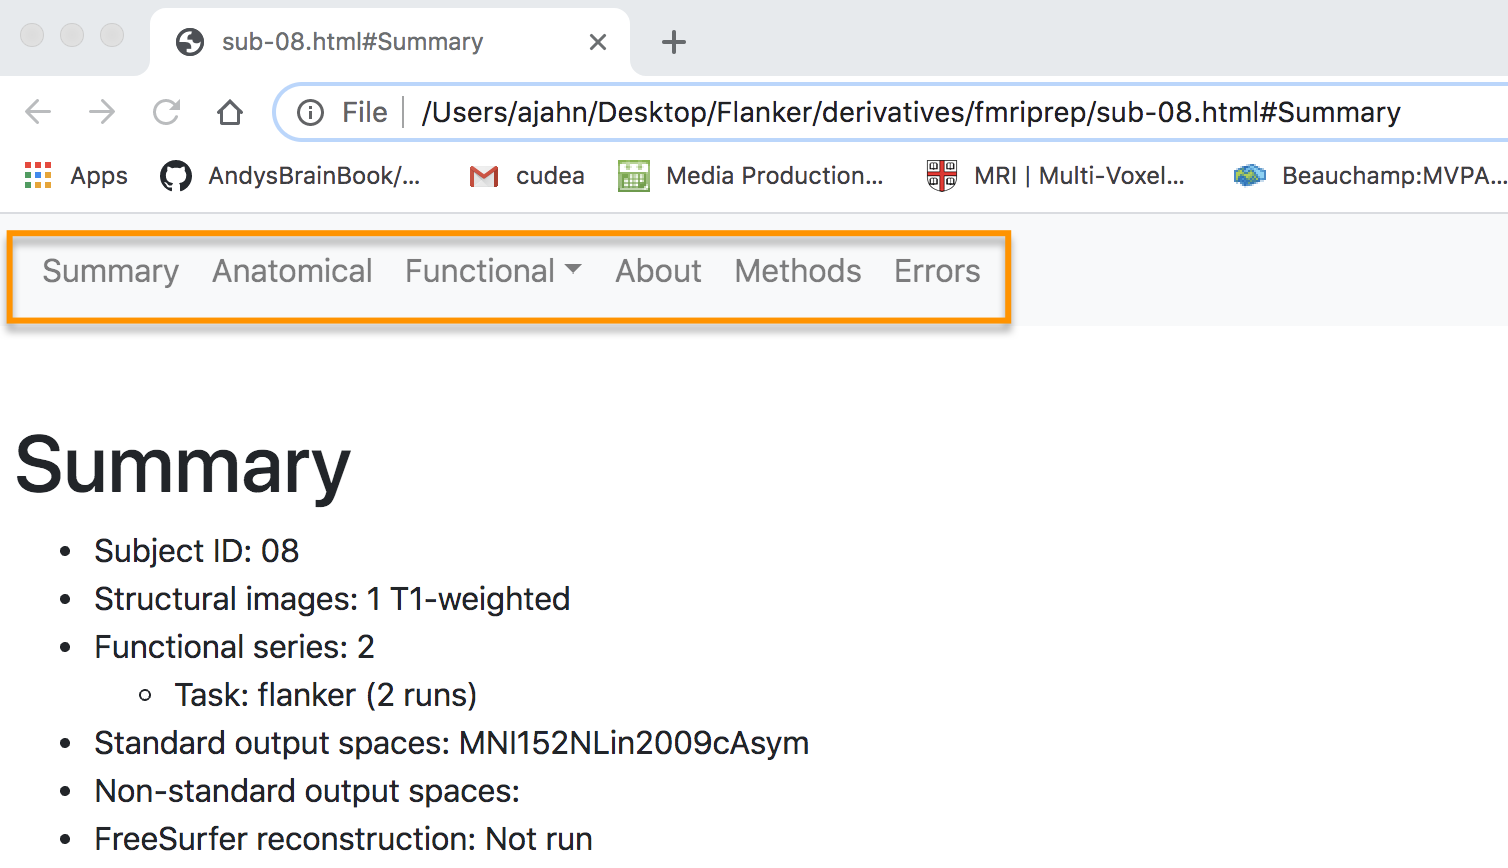 sub-08.html#Summary
File /Users/ajahn/Desktop/Flanker/derivatives/fmriprep/sub-08.html#Summary
Apps AndysBrainBook/... cudea Media Production... MRI | Multi-Voxel... Beauchamp:MVPA...
Summary Anatomical Functional About Methods Errors
Summary
• Subject ID: 08
• Structural images: 1 T1-weighted
• Functional series: 2
◦ Task: flanker (2 runs)
• Standard output spaces: MNI152NLin2009cAsym
• Non-standard output spaces:
• FreeSurfer reconstruction: Not run